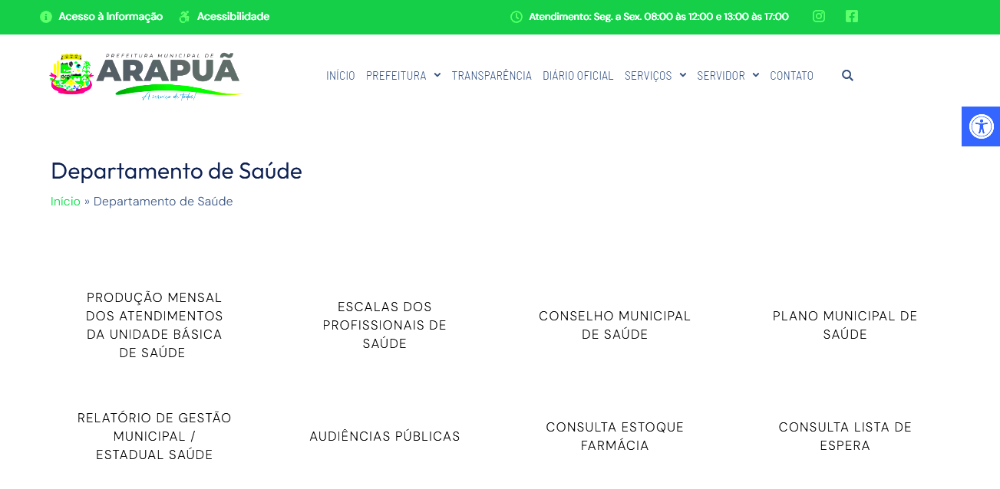 Acesso à Informação Acessibilidade Atendimento: Seg. a Sex. 08:00 às 12:00 e 13:00 às 17:00
PREFEITURA MUNICIPAL DE
ARAPUÃ
A serviço de todos!
INÍCIO PREFEITURA TRANSPARÊNCIA DIÁRIO OFICIAL SERVIÇOS SERVIDOR CONTATO
Departamento de Saúde
Início » Departamento de Saúde
PRODUÇÃO MENSAL
DOS ATENDIMENTOS
DA UNIDADE BÁSICA
DE SAÚDE
ESCALAS DOS
PROFISSIONAIS DE
SAÚDE
CONSELHO MUNICIPAL
DE SAÚDE
PLANO MUNICIPAL DE
SAÚDE
RELATÓRIO DE GESTÃO
MUNICIPAL /
ESTADUAL SAÚDE
AUDIÊNCIAS PÚBLICAS
CONSULTA ESTOQUE
FARMÁCIA
CONSULTA LISTA DE
ESPERA